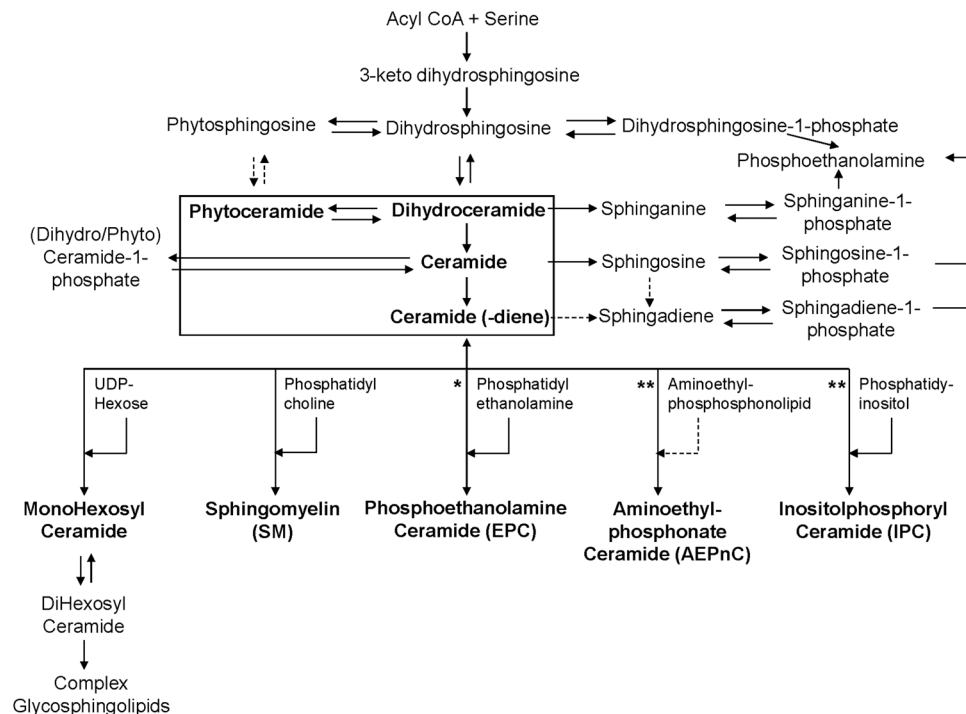 Acyl CoA + Serine
3-keto dihydrosphingosine
Phytosphingosine
Dihydrosphingosine
Dihydrosphingosine-1-phosphate
Phosphoethanolamine
Phytoceramide
Dihydroceramide
Sphinganine
Sphinganine-1-
phosphate
(Dihydro/Phyto)
Ceramide-1-
phosphate
Ceramide
Sphingosine
Sphingosine-1-
phosphate
Ceramide (-diene)
Sphingadiene
Sphingadiene-1-
phosphate
UDP-
Hexose
Phosphatidyl
choline
*
Phosphatidyl
ethanolamine
**
Aminoethyl-
phosphosphonolipid
**
Phosphatidy-
inositol
MonoHexosyl
Ceramide
Sphingomyelin
(SM)
Phosphoethanolamine
Ceramide (EPC)
Aminoethyl-
phosphonate
Ceramide (AEPnC)
Inositolphosphoryl
Ceramide (IPC)
DiHexosyl
Ceramide
Complex
Glycosphingolipids